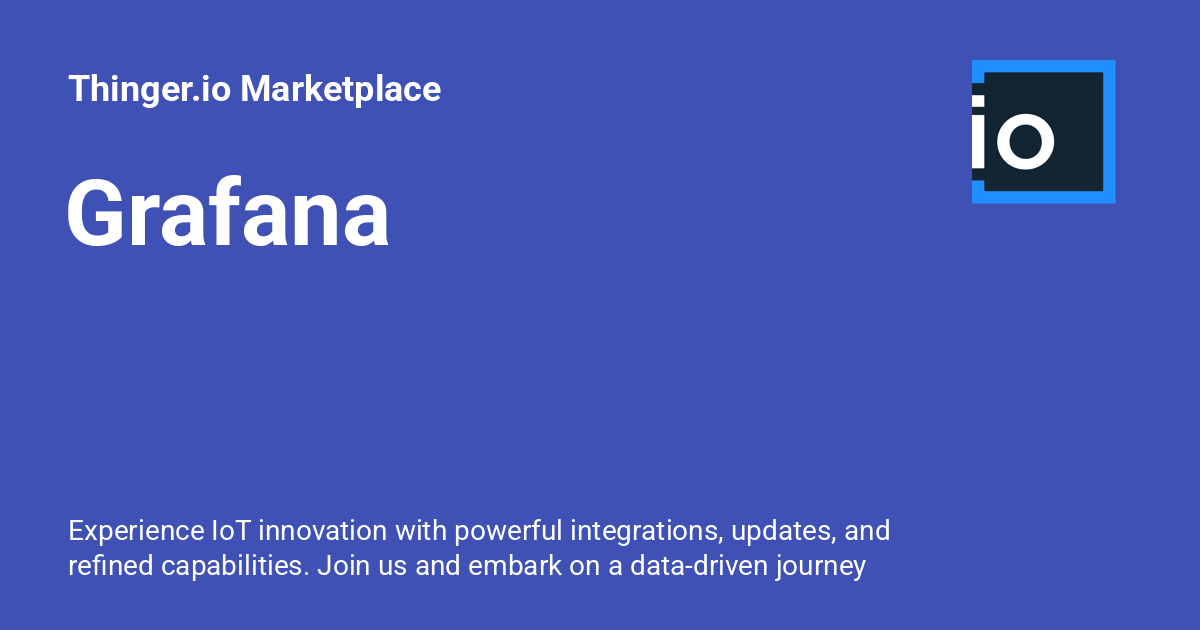 Thinger.io Marketplace
io
Grafana
Experience IoT innovation with powerful integrations, updates, and
refined capabilities. Join us and embark on a data-driven journey